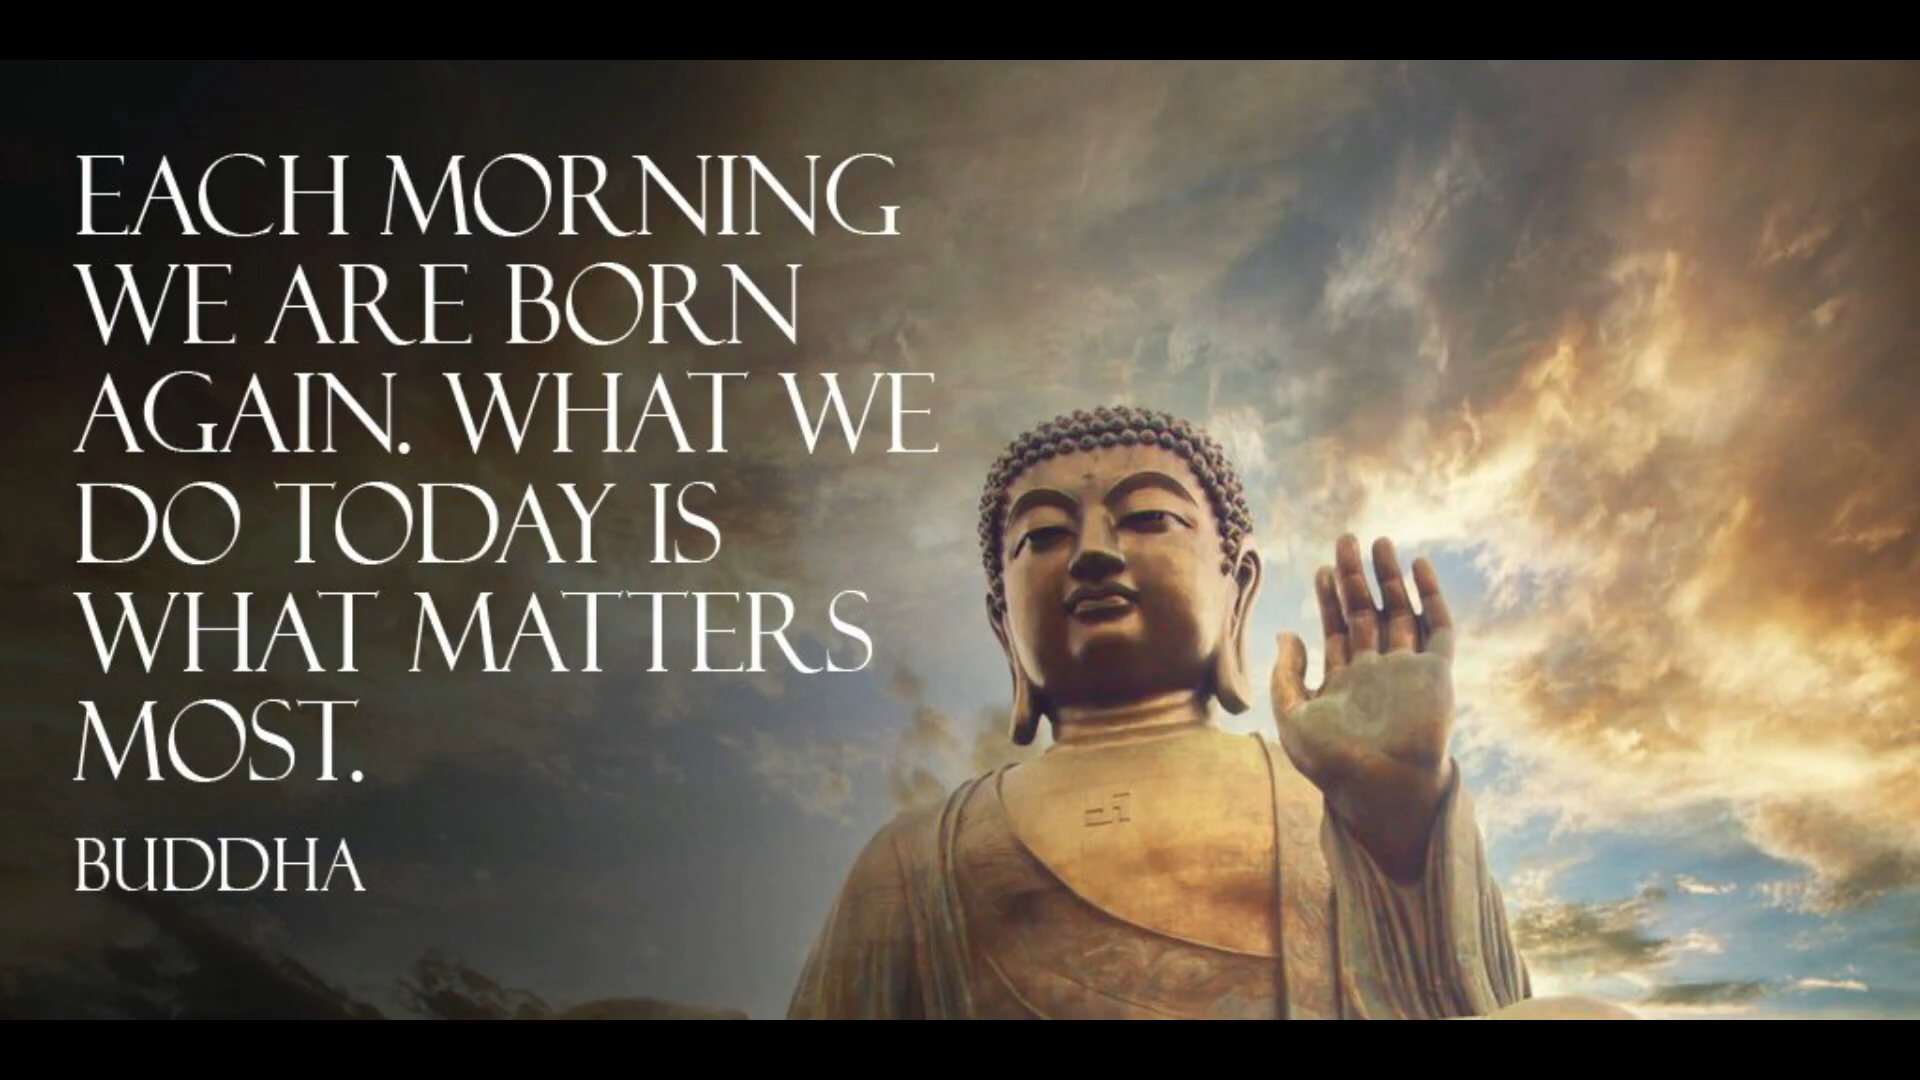 EACH MORNING
WE ARE BORN
AGAIN. WHAT WE
DO TODAY IS
WHAT MATTERS
MOST.
BUDDHA